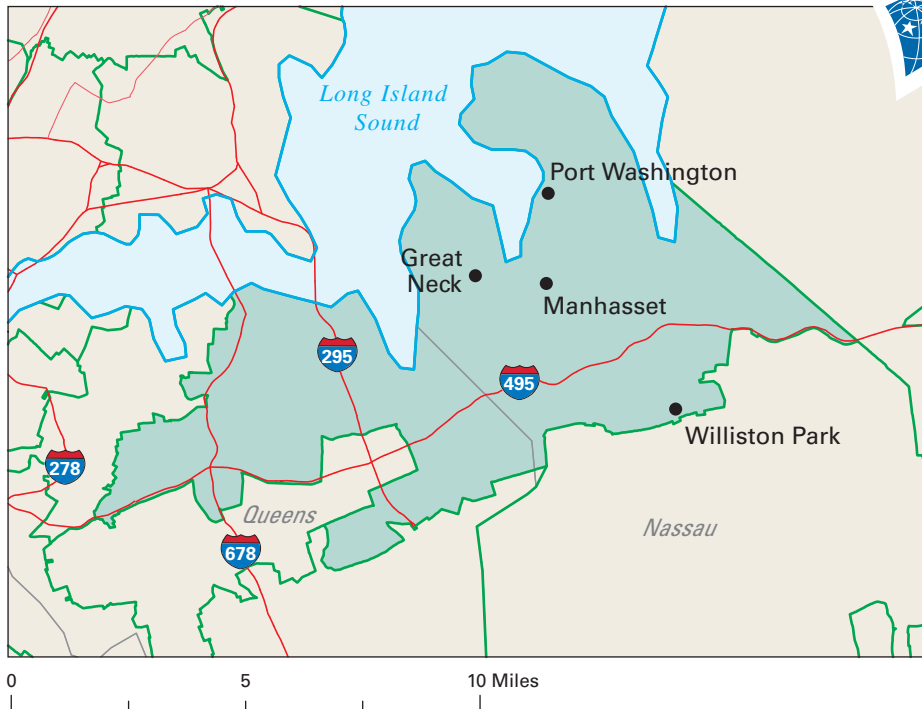 Long Island
Sound
Port Washington
Great
Neck
Manhasset
295
495
Williston Park
278
Queens
Nassau
678
0 5 10 Miles